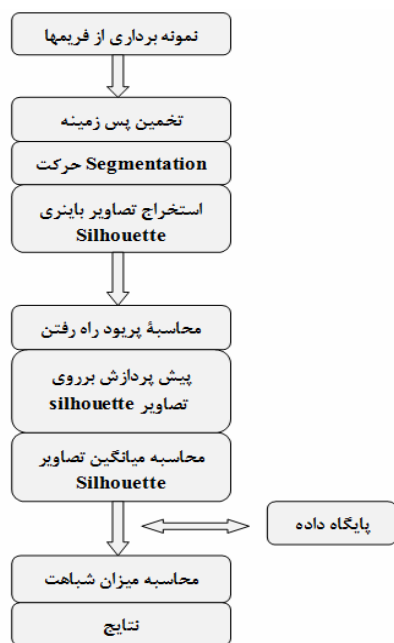 نمونه برداری از فریمها
تخمین پس زمینه
Segmentation حرکت
استخراج تصاویر باینری
Silhouette
محاسبهٔ پریود راه رفتن
پیش پردازش برروی
تصاویر silhouette
محاسبه میانگین تصاویر
Silhouette
پایگاه داده
محاسبه میزان شباهت
نتایج